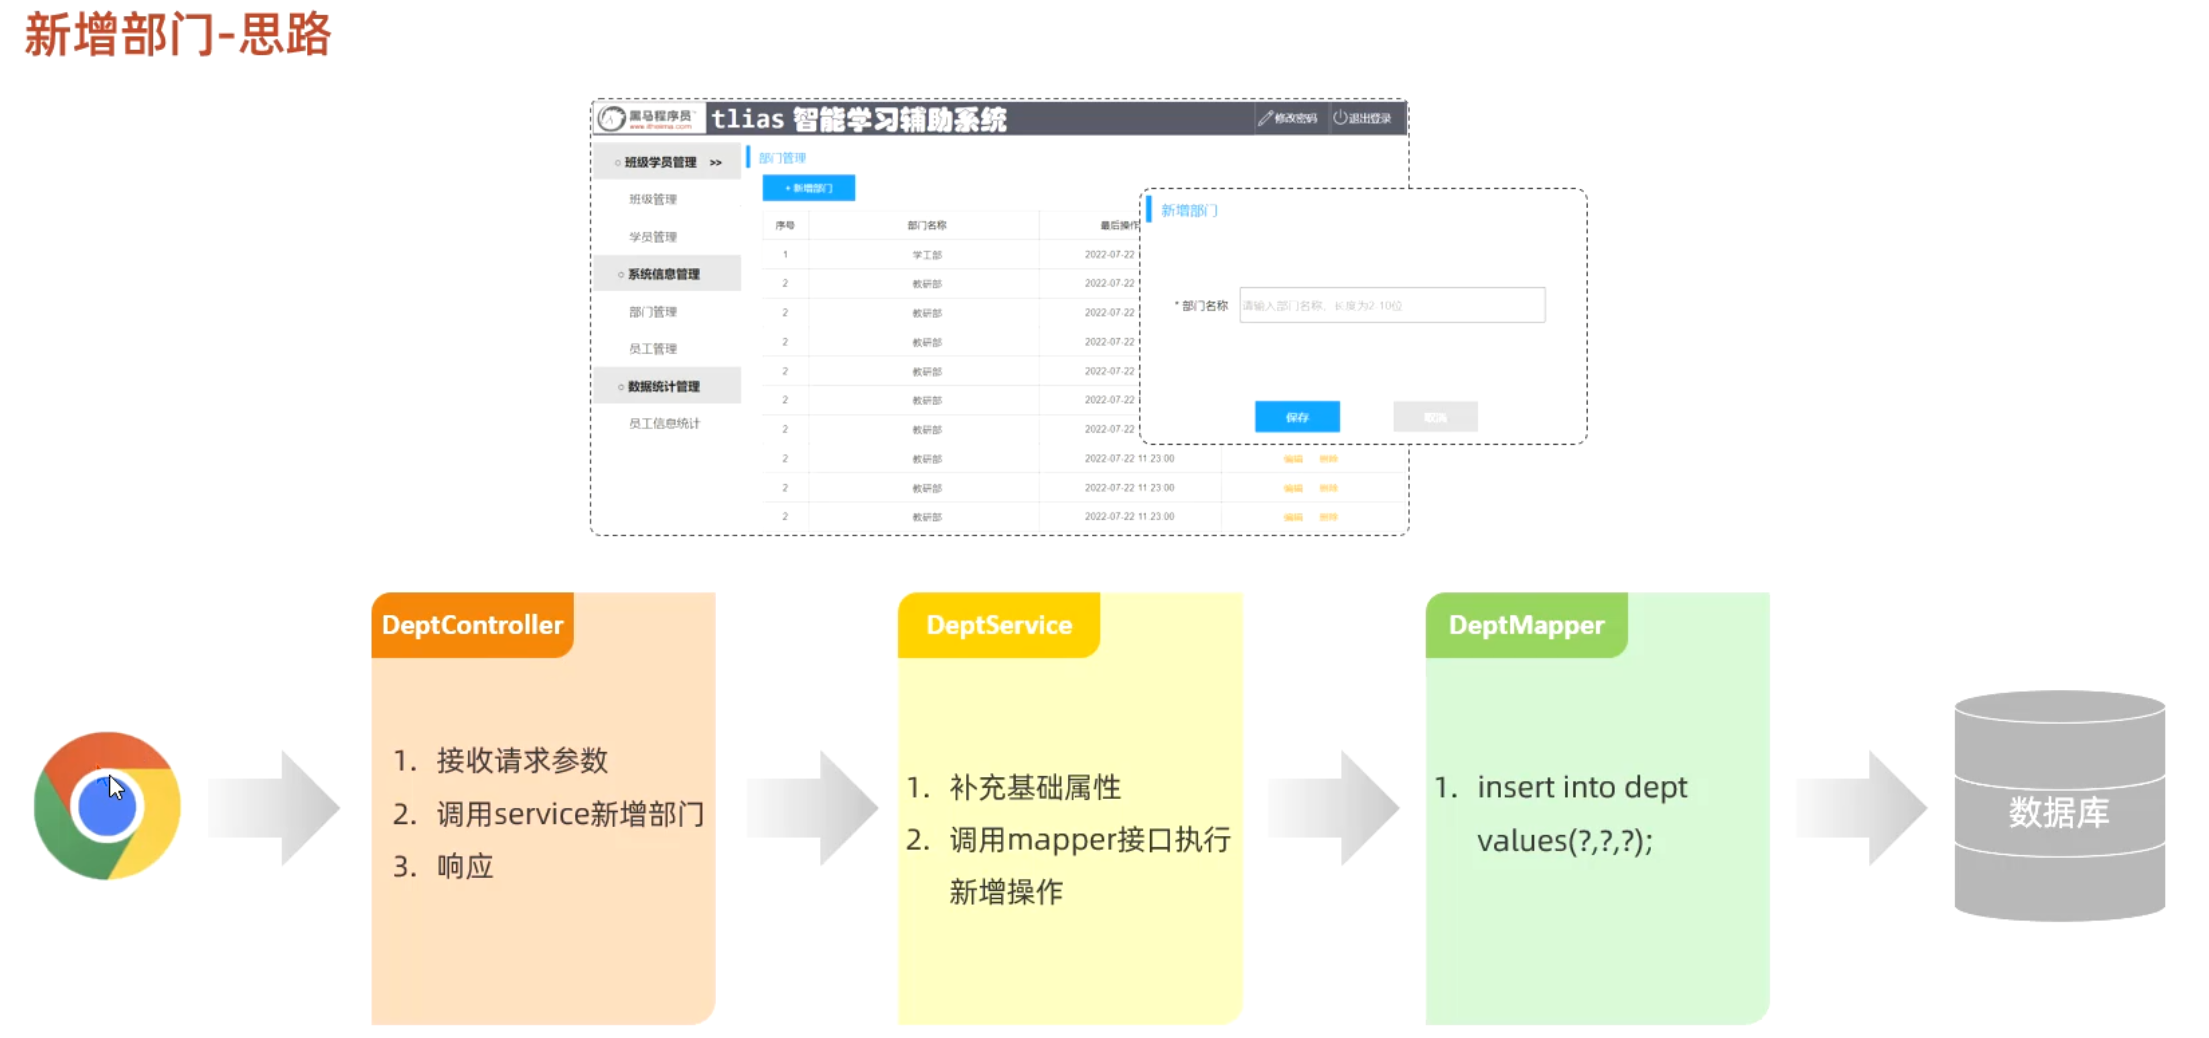 新增部门-思路
黑马程序员
www.itheima.com
tlias 智能学习辅助系统
修改密码
退出登录
班级学员管理 >>
班级管理
学员管理
系统信息管理
部门管理
员工管理
数据统计管理
员工信息统计
部门管理
+ 新增部门
序号 部门名称 最后操作
1 学工部 2022-07-22
2 教研部 2022-07-22
2 教研部 2022-07-22
2 教研部 2022-07-22
2 教研部 2022-07-22
2 教研部 2022-07-22
2 教研部 2022-07-22
2 教研部 2022-07-22 11:23:00 编辑 删除
2 教研部 2022-07-22 11:23:00 编辑 删除
2 教研部 2022-07-22 11:23:00 编辑 删除
新增部门
* 部门名称 请输入部门名称，长度为2-10位
保存 取消
DeptController
1. 接收请求参数
2. 调用service新增部门
3. 响应
DeptService
1. 补充基础属性
2. 调用mapper接口执行
新增操作
DeptMapper
1. insert into dept
values(?,?,?);
数据库